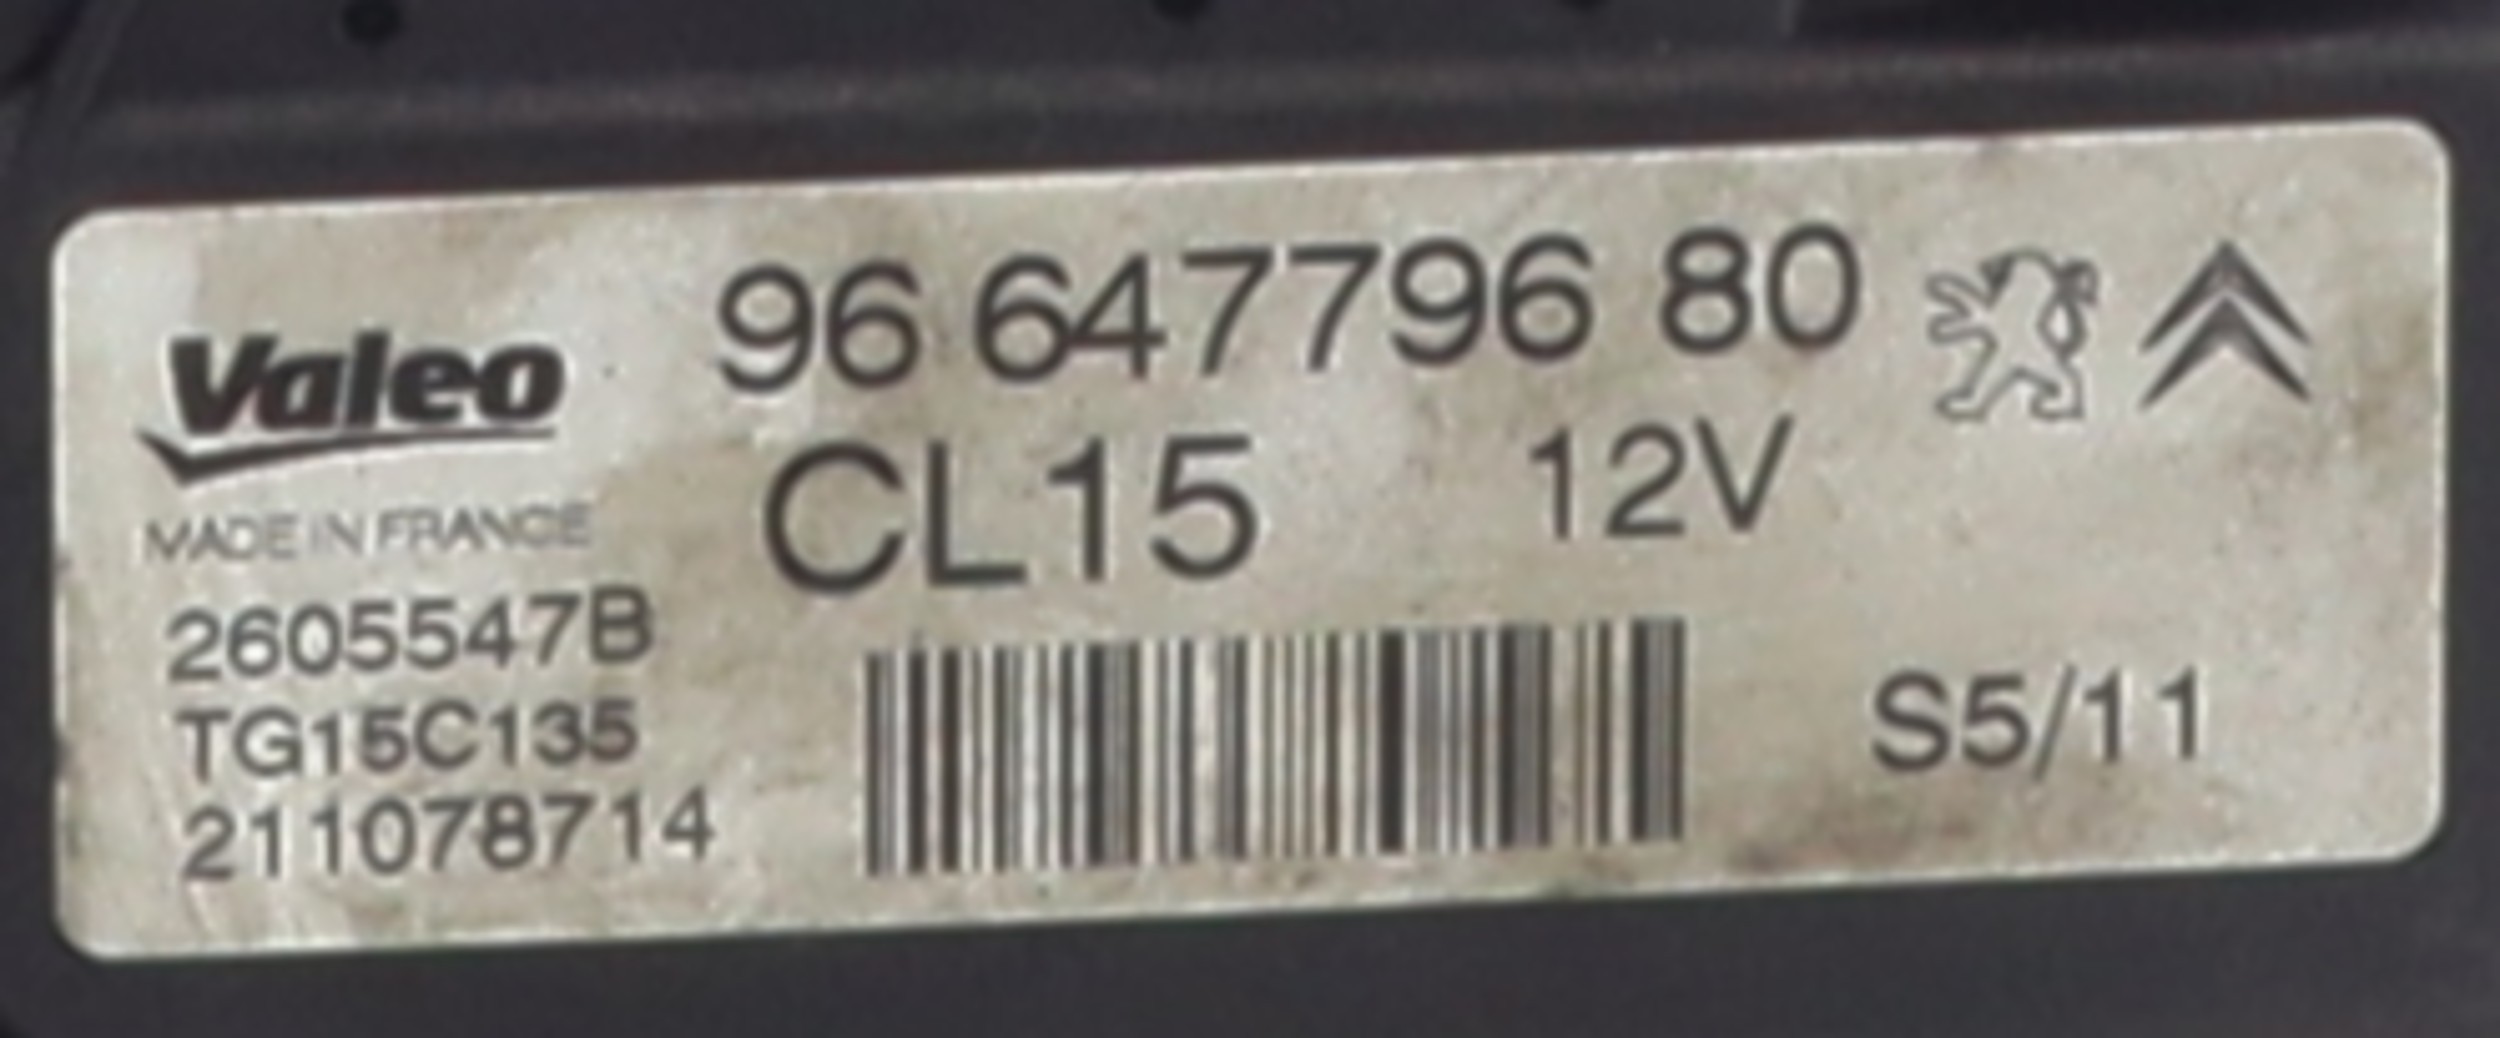 Valeo
96 647796 80
CL15 12V
MADE IN FRANCE
2605547B
TG15C135
211078714
S5/11